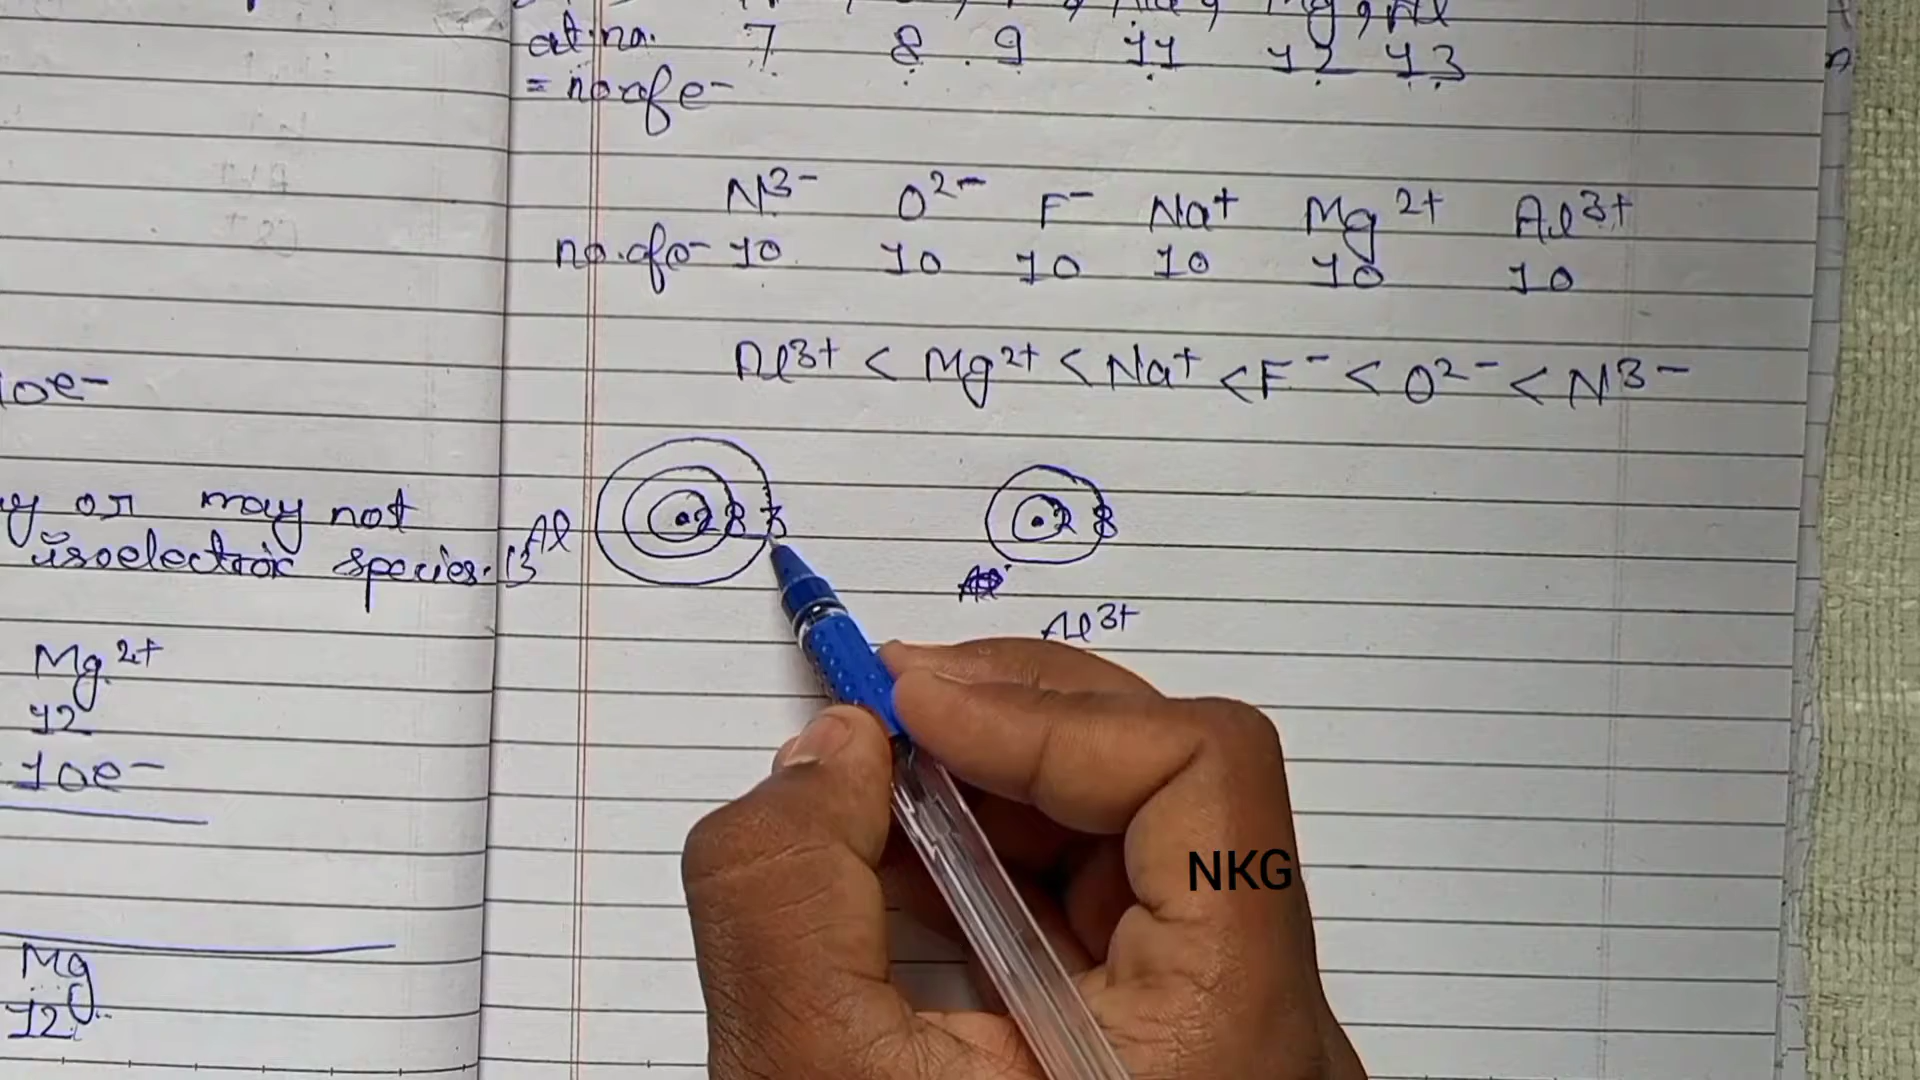 at. no. 7 8 9 11 12 13
= no of e-
N3- O2- F- Na+ Mg2+ Al3+
no. of e- 10 10 10 10 10 10
Al3+ < Mg2+ < Na+ < F- < O2- < N3-
10e-
or may not
isoelectric species.
Mg2+
12
10e-
Mg
12
Al 2 8 3
13
2 8
Al3+
NKG